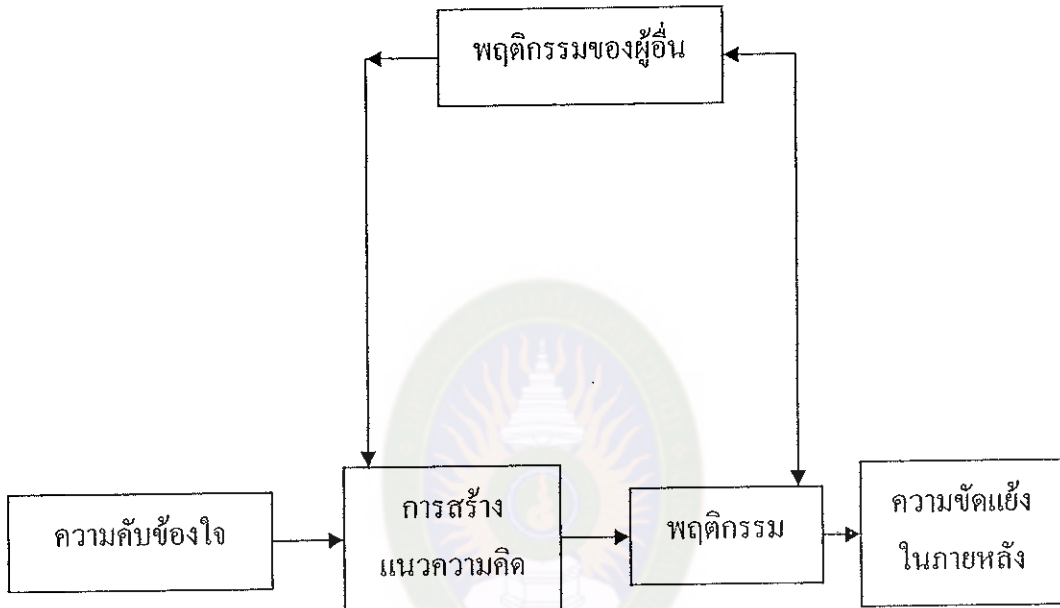 พฤติกรรมของผู้อื่น
ความคับข้องใจ
การสร้าง
แนวความคิด
พฤติกรรม
ความขัดแย้ง
ในภายหลัง